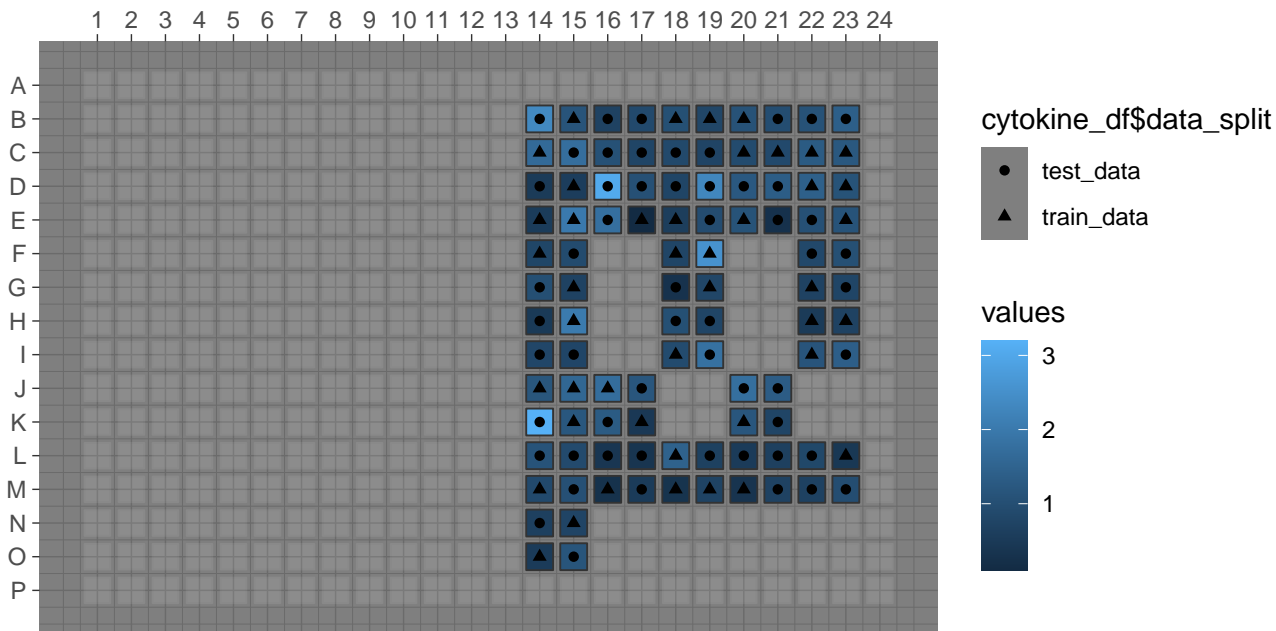 1 2 3 4 5 6 7 8 9 10 11 12 13 14 15 16 17 18 19 20 21 22 23 24
A
B
C
D
E
F
G
H
I
J
K
L
M
N
O
P
cytokine_df$data_split
test_data
train_data
values
3
2
1